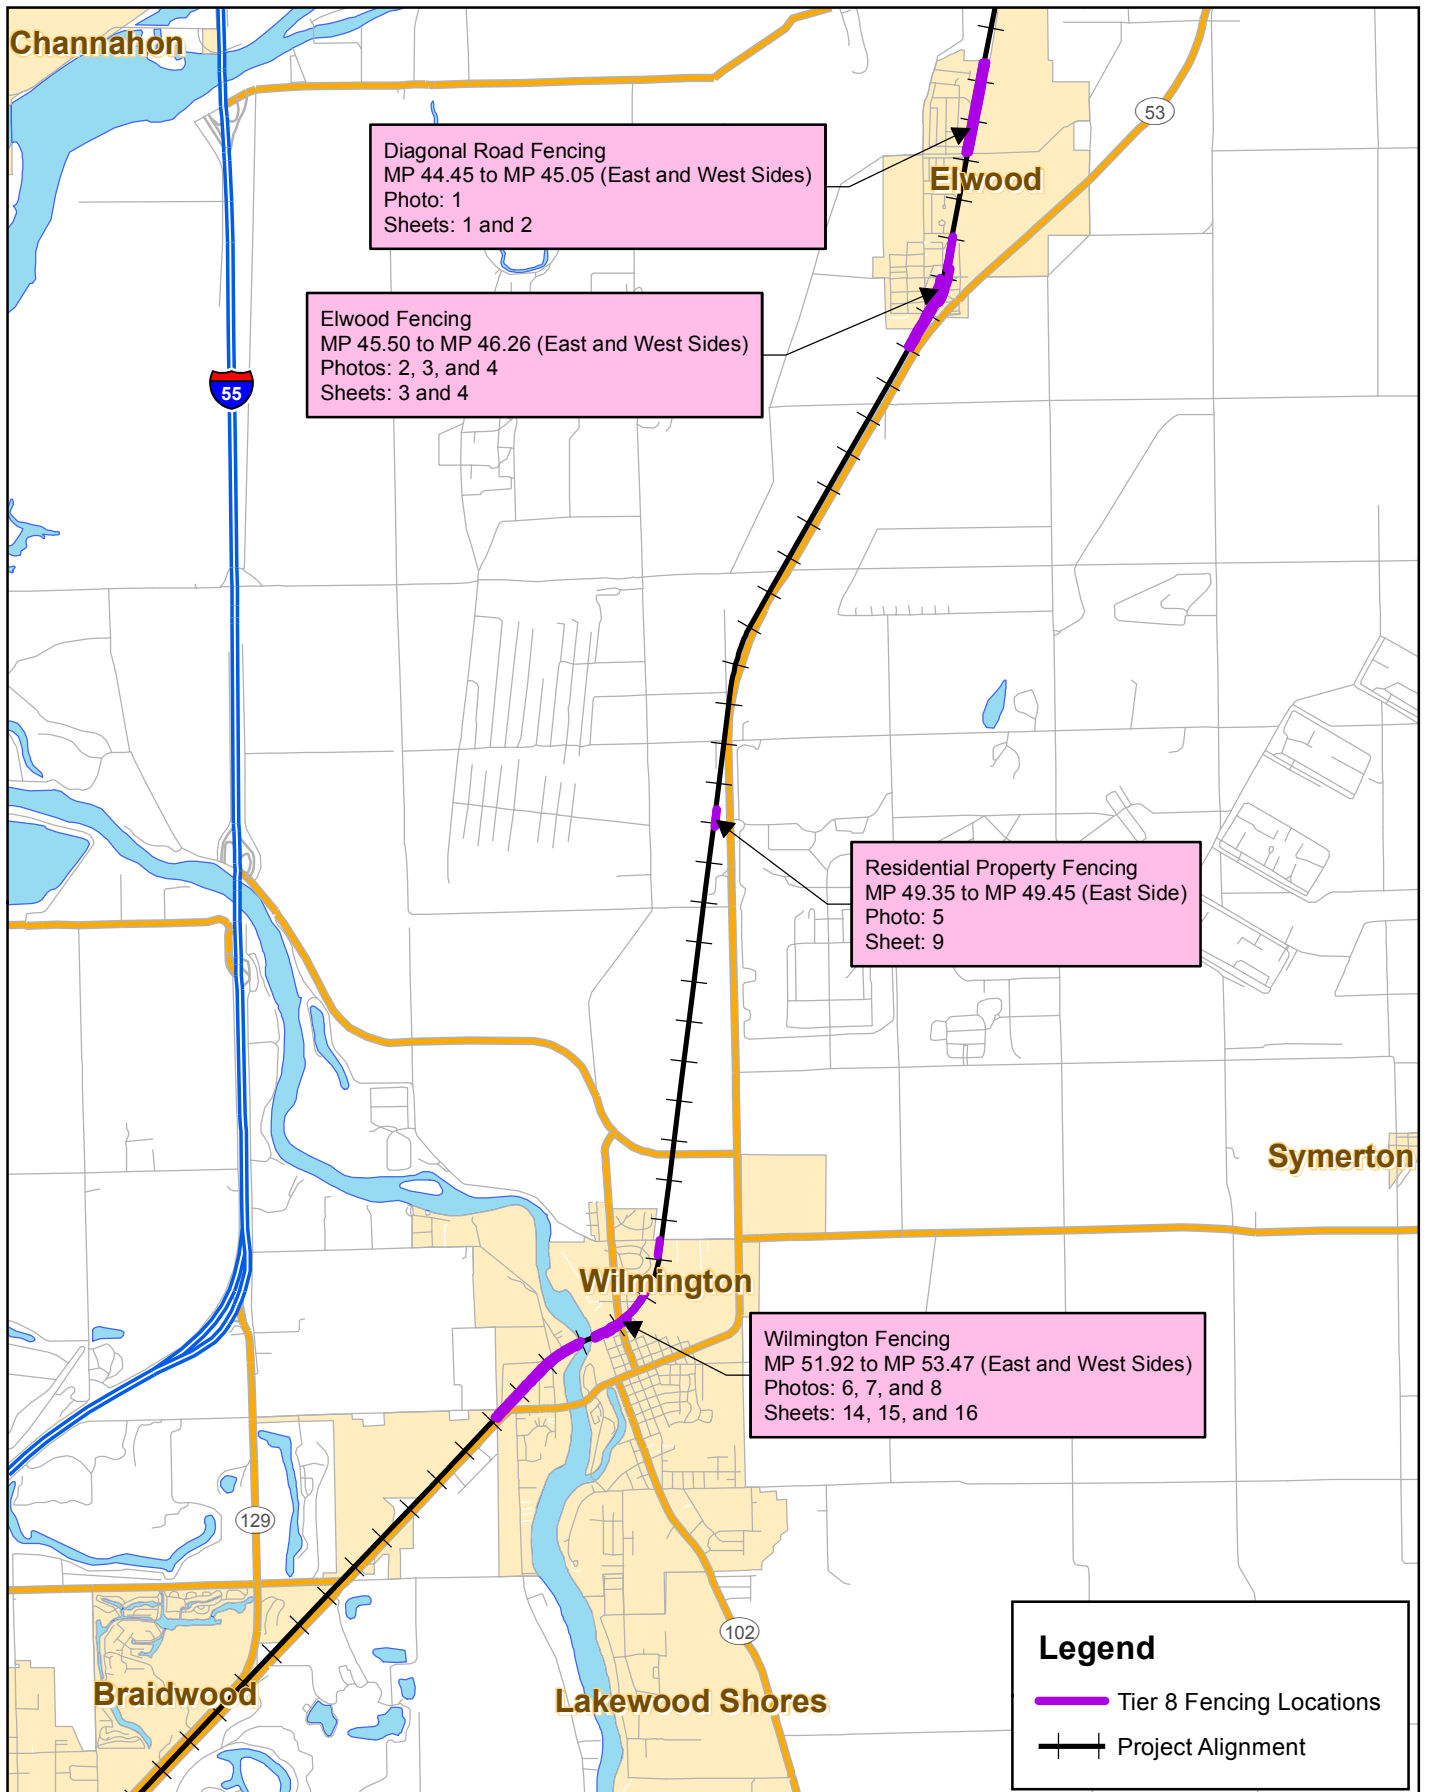 Channahon
53
Diagonal Road Fencing
MP 44.45 to MP 45.05 (East and West Sides)
Photo: 1
Sheets: 1 and 2
Elwood
Elwood Fencing
MP 45.50 to MP 46.26 (East and West Sides)
Photos: 2, 3, and 4
Sheets: 3 and 4
55
Residential Property Fencing
MP 49.35 to MP 49.45 (East Side)
Photo: 5
Sheet: 9
Symerton
Wilmington
Wilmington Fencing
MP 51.92 to MP 53.47 (East and West Sides)
Photos: 6, 7, and 8
Sheets: 14, 15, and 16
129
102
Braidwood
Lakewood Shores
Legend
Tier 8 Fencing Locations
Project Alignment